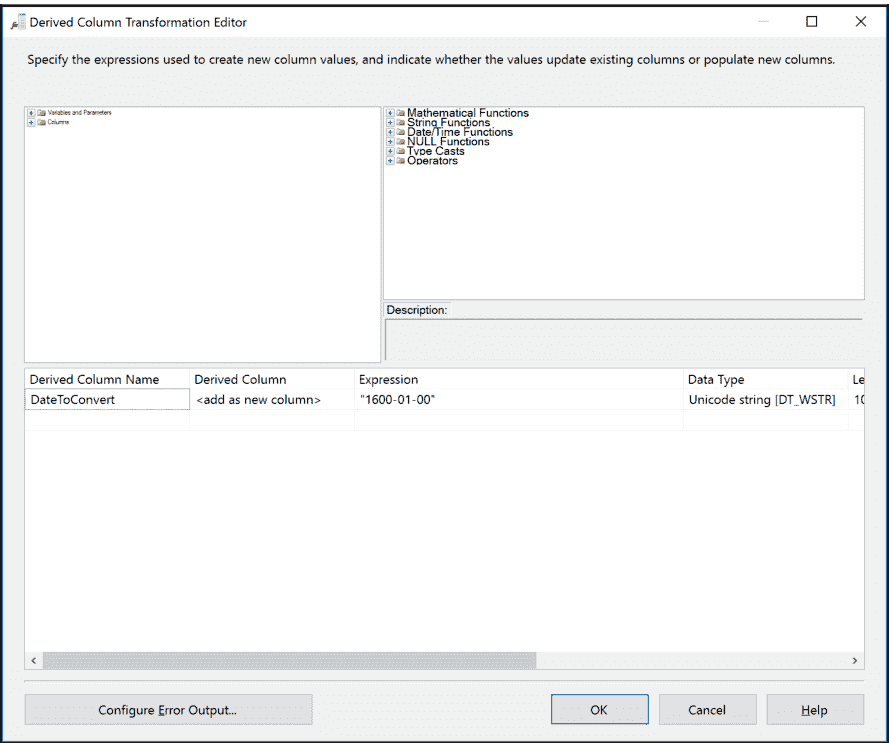 Derived Column Transformation Editor
Specify the expressions used to create new column values, and indicate whether the values update existing columns or populate new columns.
Variables and Parameters
Columns
Mathematical Functions
String Functions
Date/Time Functions
NULL Functions
Type Casts
Operators
Description:
Derived Column Name Derived Column Expression Data Type Le
DateToConvert <add as new column> "1600-01-00" Unicode string [DT_WSTR] 10
Configure Error Output... OK Cancel Help